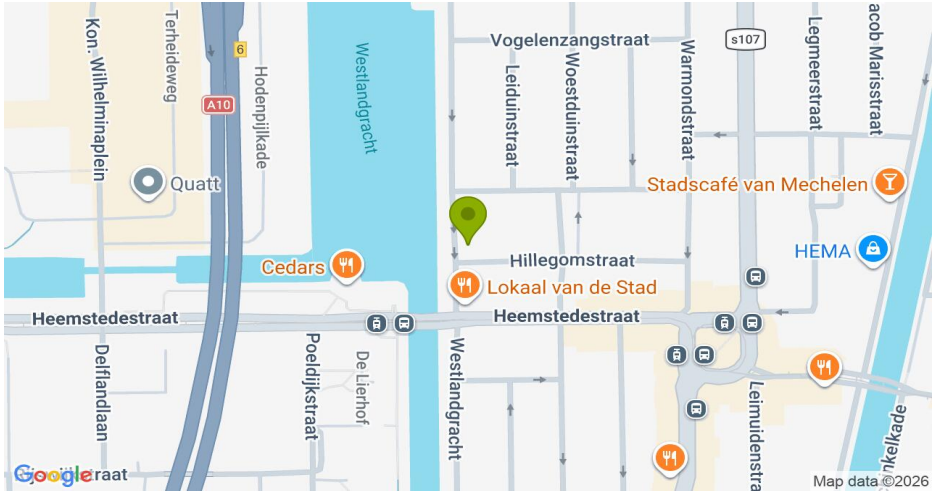 Kon. Wilhelminaplein
Terheideweg
6
A10
Hodenpijlkade
Westlandgracht
Vogelenzangstraat
Leiduinstraat
Woestduinstraat
Warmondstraat
s107
Legmeerstraat
acob Marisstraat
Quatt
Stadscafé van Mechelen
Cedars
Hillegomstraat
HEMA
Lokaal van de Stad
Heemstedestraat
Heemstedestraat
Delflandlaan
Poeldijkstraat
De Lierhof
Westlandgracht
Leimuidenstr
nkelkade
Google
straat
Map data ©2026